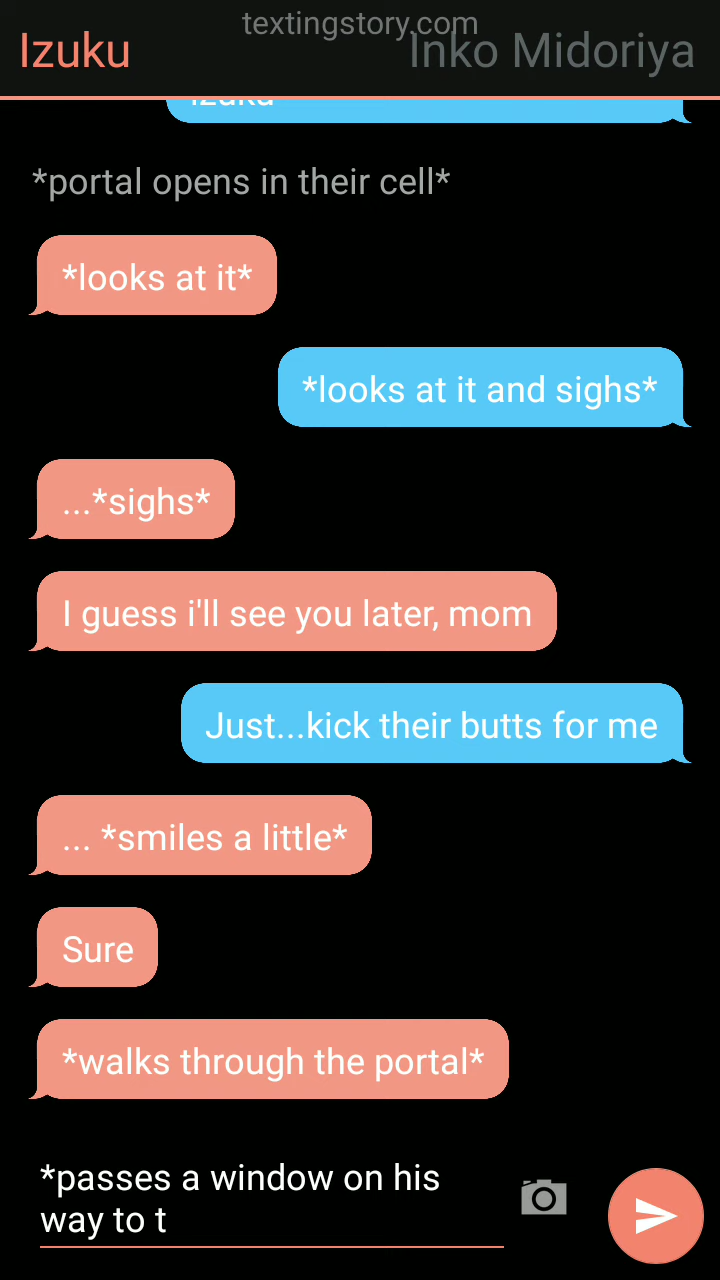 textingstory.com
Izuku
Inko Midoriya
Izuku
*portal opens in their cell*
*looks at it*
*looks at it and sighs*
...*sighs*
I guess i'll see you later, mom
Just...kick their butts for me
... *smiles a little*
Sure
*walks through the portal*
*passes a window on his
way to t